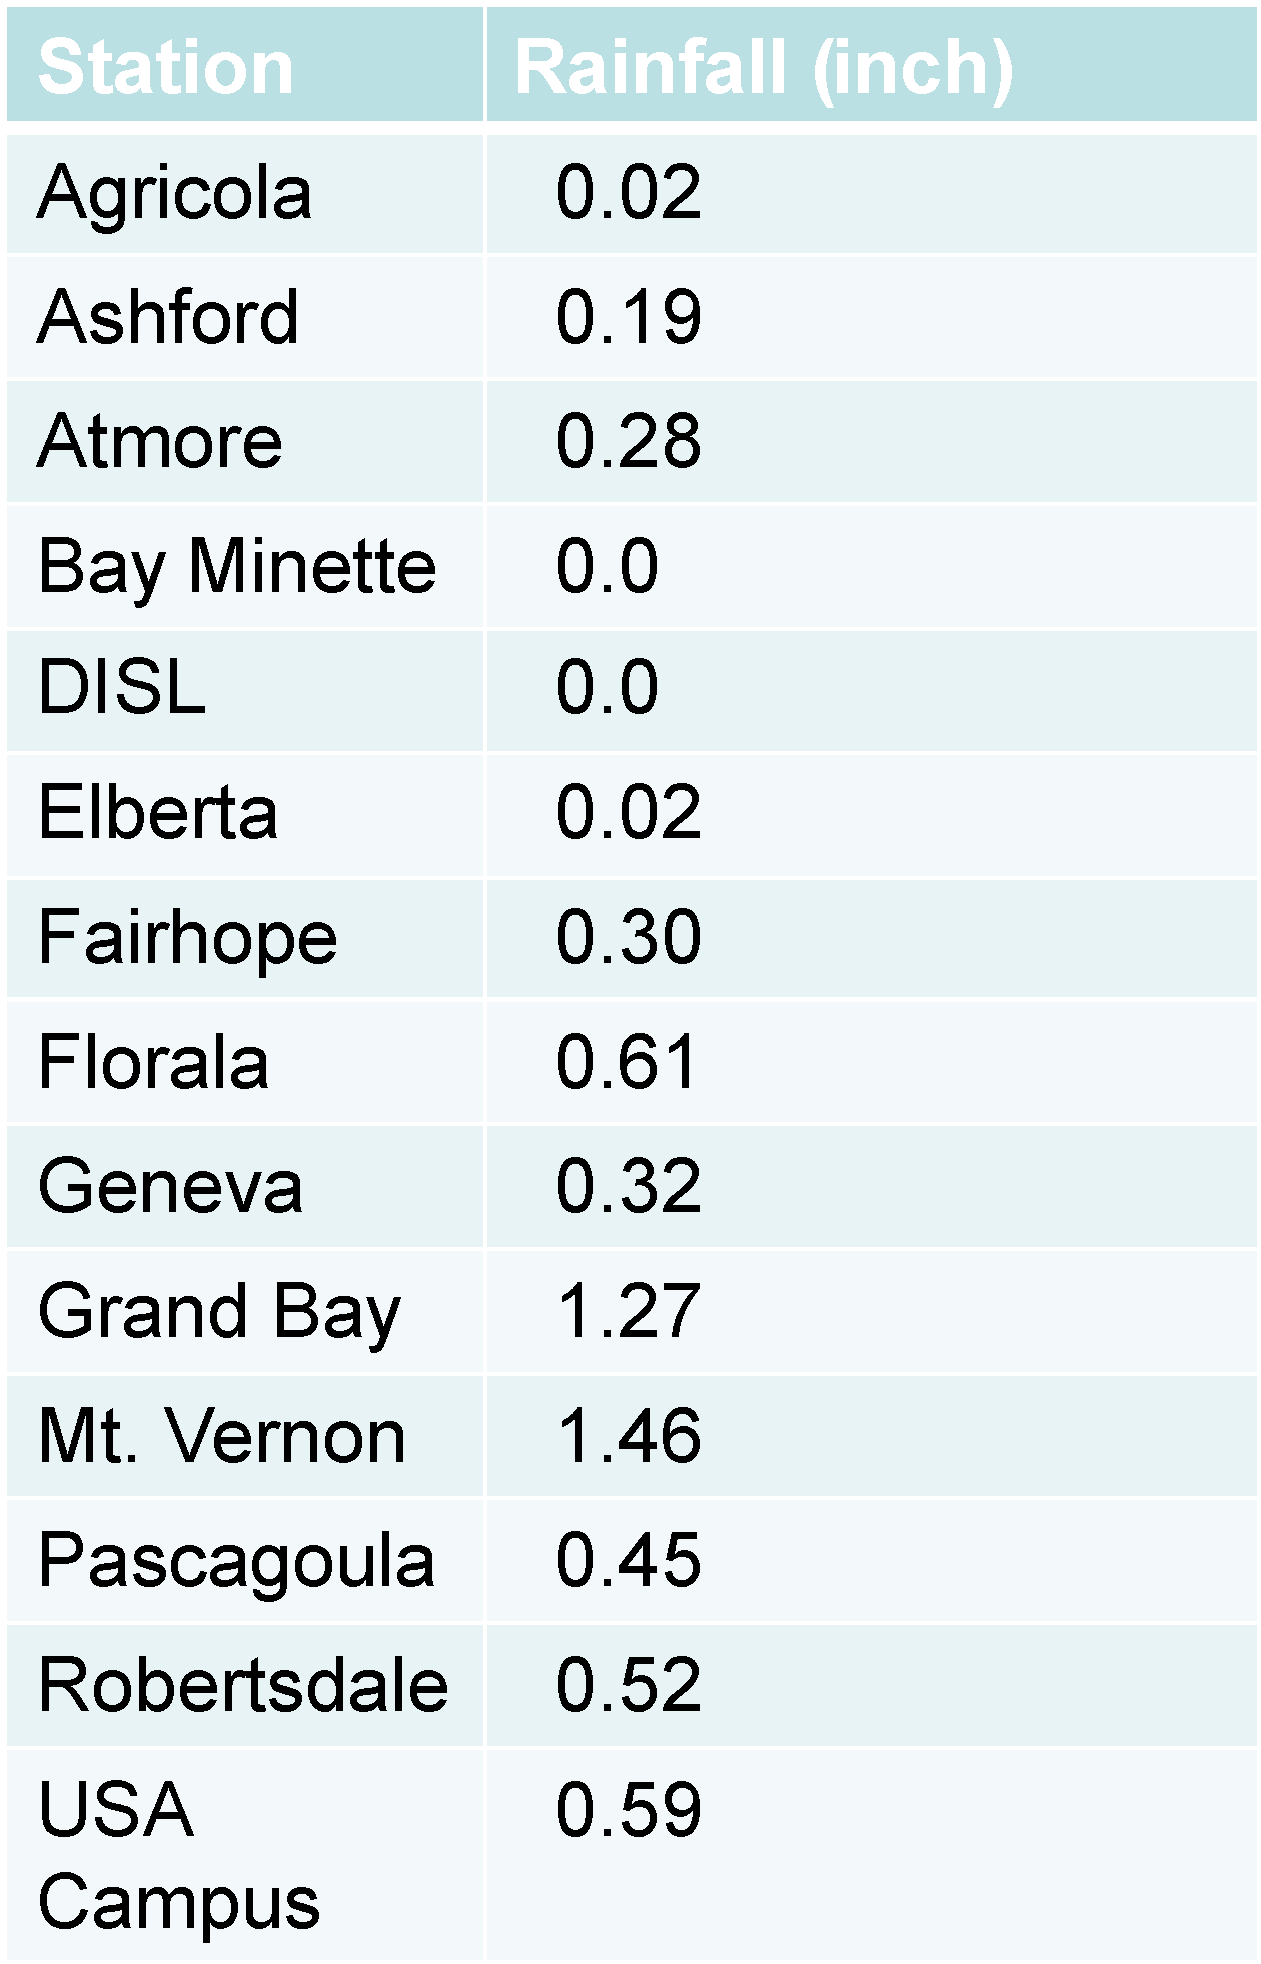 Station Rainfall (inch)
Agricola 0.02
Ashford 0.19
Atmore 0.28
Bay Minette 0.0
DISL 0.0
Elberta 0.02
Fairhope 0.30
Florala 0.61
Geneva 0.32
Grand Bay 1.27
Mt. Vernon 1.46
Pascagoula 0.45
Robertsdale 0.52
USA 0.59
Campus